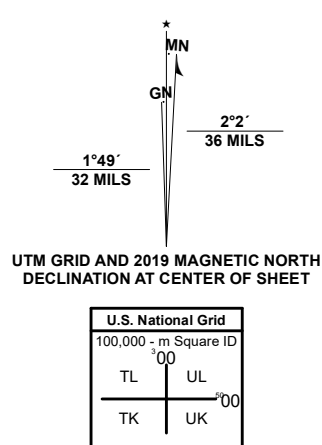 ★
MN
GN
2°2´
36 MILS
1°49´
32 MILS
UTM GRID AND 2019 MAGNETIC NORTH
DECLINATION AT CENTER OF SHEET
U.S. National Grid
100,000 - m Square ID
³00
TL UL
⁵⁰00
TK UK